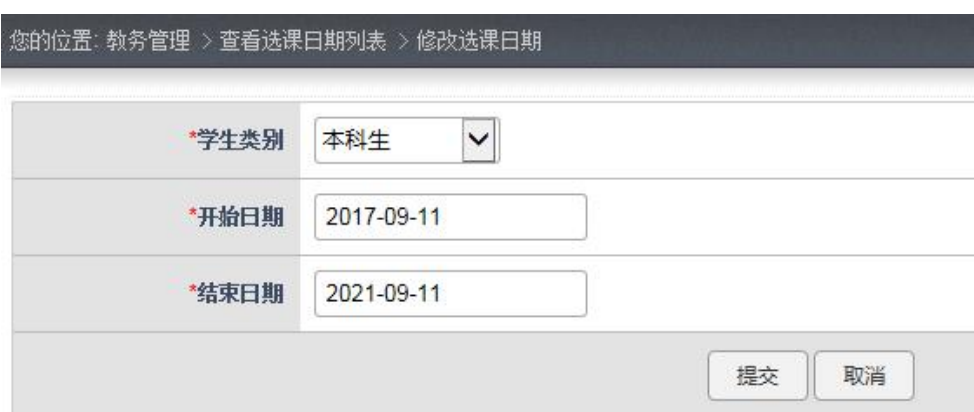 您的位置: 教务管理 > 查看选课日期列表 > 修改选课日期
*学生类别 本科生
*开始日期 2017-09-11
*结束日期 2021-09-11
提交 取消